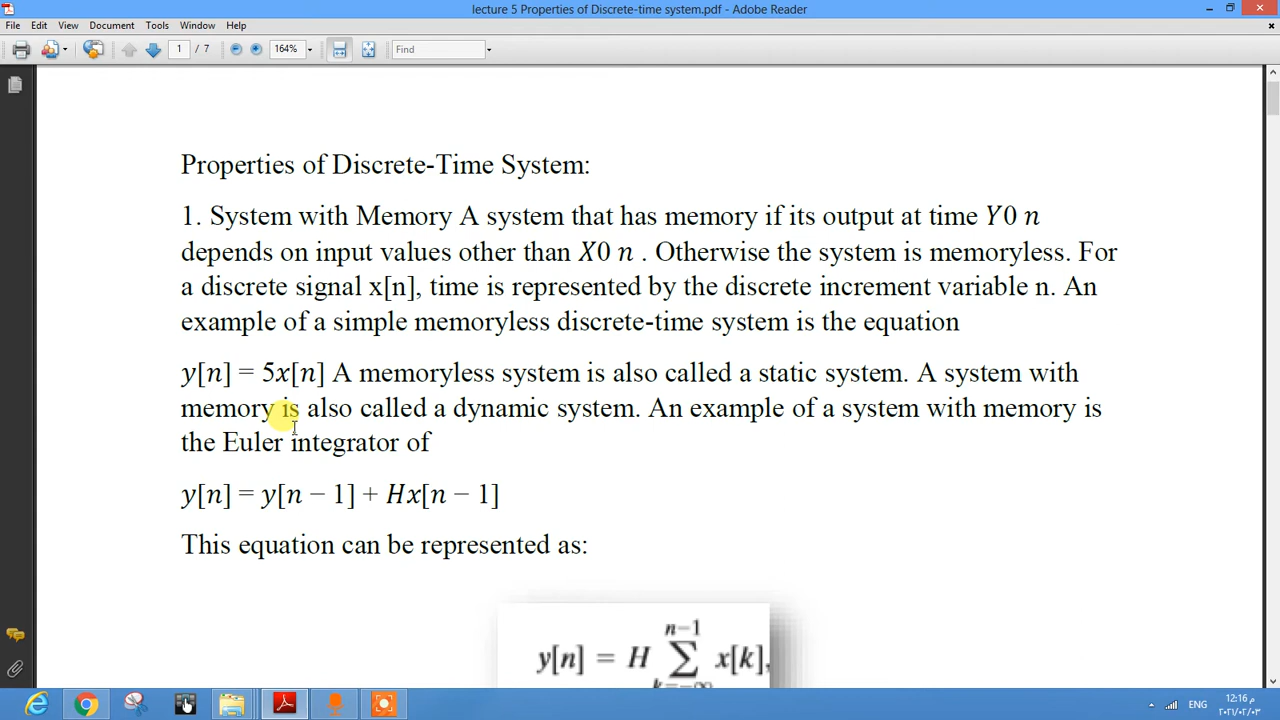 lecture 5 Properties of Discrete-time system.pdf - Adobe Reader
File Edit View Document Tools Window Help
1 / 7 164% Find
Properties of Discrete-Time System:
1. System with Memory A system that has memory if its output at time 𝑌0 𝑛
depends on input values other than 𝑋0 𝑛 . Otherwise the system is memoryless. For
a discrete signal x[n], time is represented by the discrete increment variable n. An
example of a simple memoryless discrete-time system is the equation
𝑦[𝑛] = 5𝑥[𝑛] A memoryless system is also called a static system. A system with
memory is also called a dynamic system. An example of a system with memory is
the Euler integrator of
𝑦[𝑛] = 𝑦[𝑛 − 1] + 𝐻𝑥[𝑛 − 1]
This equation can be represented as:
n−1
y[n] = H ∑ x[k],
k=−∞
ENG
12:16 م
٢٠٢١/٠٢/٠٣